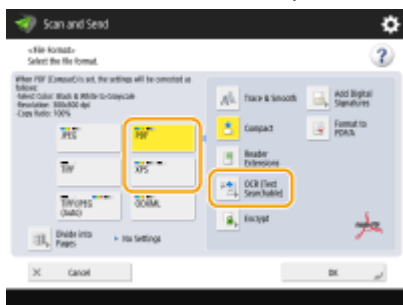 Scan and Send
<File Format>
Select the file format.
When PDF (Compact) is set, the settings will be corrected as
follows:
-Select Color: Black & White to Grayscale
-Resolution: 300x300 dpi
-Copy Ratio: 100%
JPEG
PDF
TIFF
XPS
TIFF/JPEG
(Auto)
OOXML
Divide into
Pages
No Settings
Trace & Smooth
Add Digital
Signatures
Compact
Format to
PDF/A
Reader
Extensions
OCR (Text
Searchable)
Encrypt
Cancel
OK